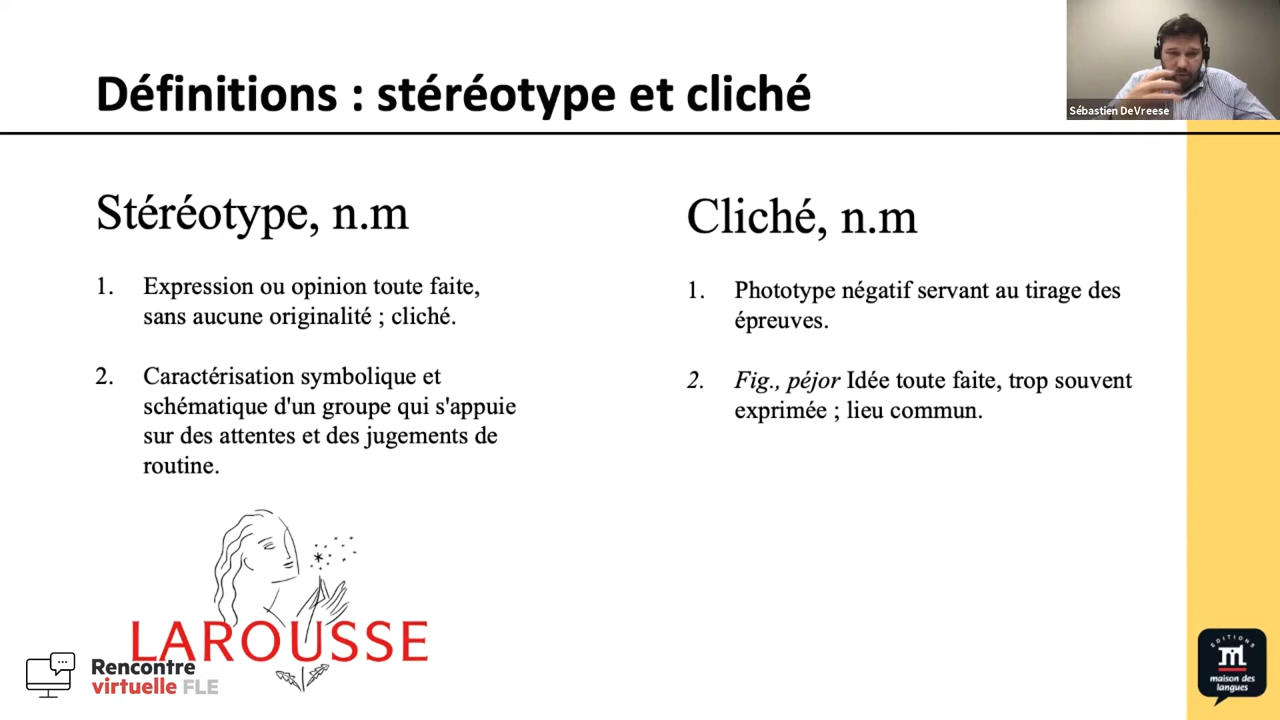 Définitions : stéréotype et cliché
Sébastien DeVreese
Stéréotype, n.m
1. Expression ou opinion toute faite,
sans aucune originalité ; cliché.
2. Caractérisation symbolique et
schématique d'un groupe qui s'appuie
sur des attentes et des jugements de
routine.
Cliché, n.m
1. Phototype négatif servant au tirage des
épreuves.
2. Fig., péjor Idée toute faite, trop souvent
exprimée ; lieu commun.
LAROUSSE
Rencontre
virtuelle FLE
EDITIONS
maison des
langues